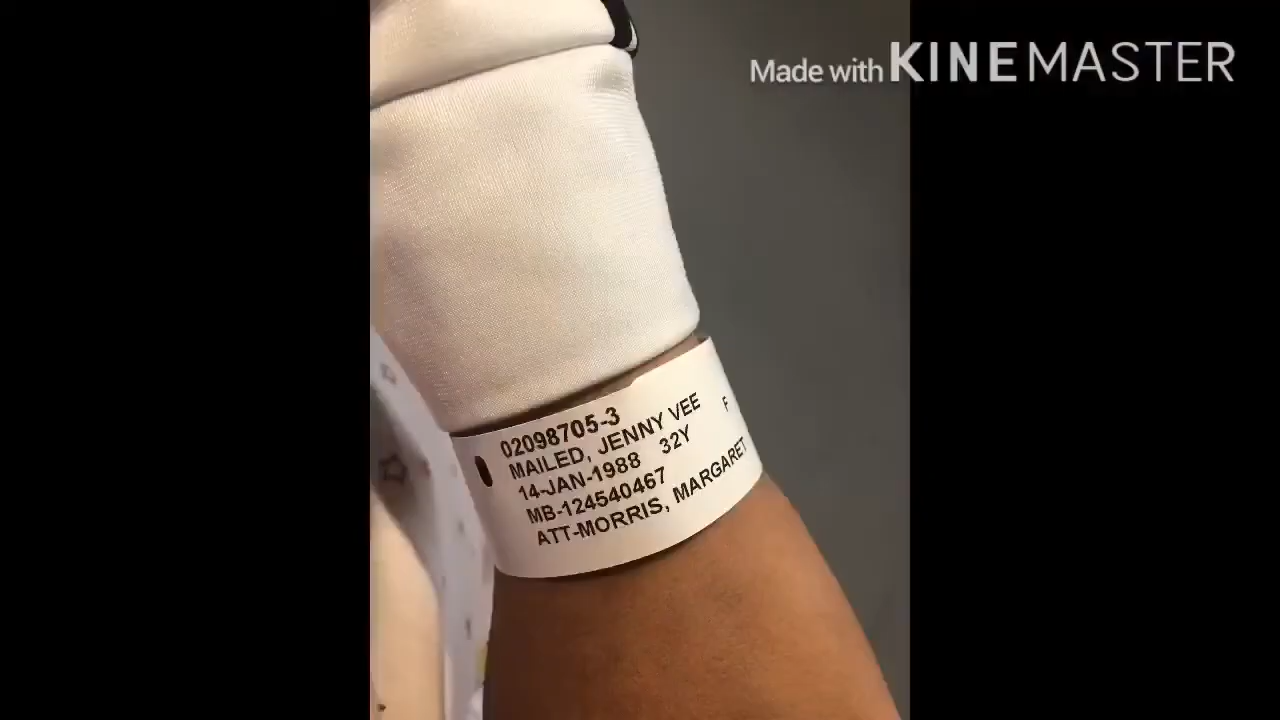 Made with KINEMASTER
02098705-3
MAILED, JENNY VEE F
14-JAN-1988 32Y
MB-124540467
ATT-MORRIS, MARGARET